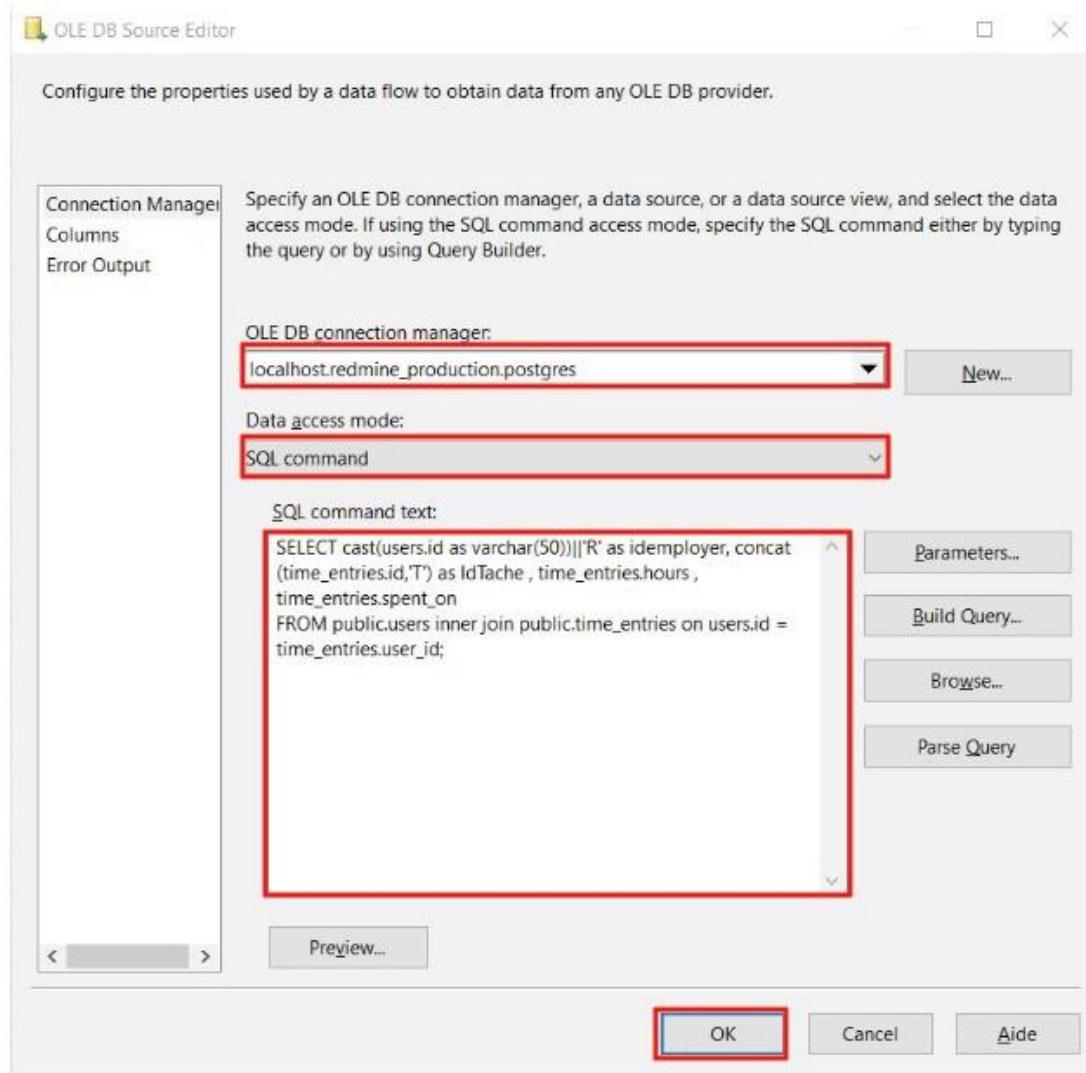 OLE DB Source Editor
Configure the properties used by a data flow to obtain data from any OLE DB provider.
Connection Manager
Columns
Error Output
Specify an OLE DB connection manager, a data source, or a data source view, and select the data
access mode. If using the SQL command access mode, specify the SQL command either by typing
the query or by using Query Builder.
OLE DB connection manager:
localhost.redmine_production.postgres
New...
Data access mode:
SQL command
SQL command text:
SELECT cast(users.id as varchar(50))||'R' as idemployer, concat
(time_entries.id,'T') as IdTache , time_entries.hours ,
time_entries.spent_on
FROM public.users inner join public.time_entries on users.id =
time_entries.user_id;
Parameters...
Build Query...
Browse...
Parse Query
Preview...
OK
Cancel
Aide